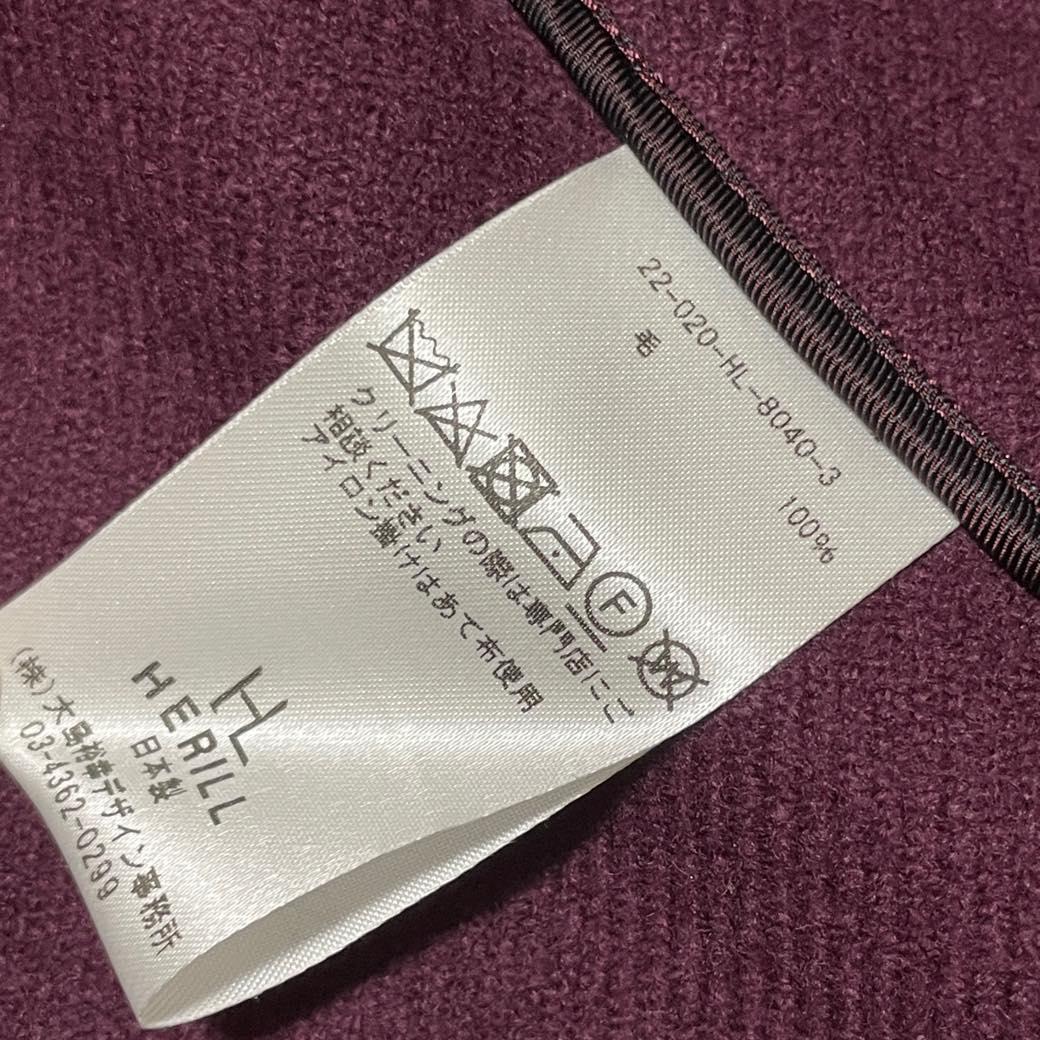 22-020-HL-8040-3
毛 100%
F
W
クリーニングの際は専門店にご
相談ください
アイロン掛けはあて布使用
HL
HERILL
日本製
(株)大島裕幸デザイン事務所
03-4362-0299